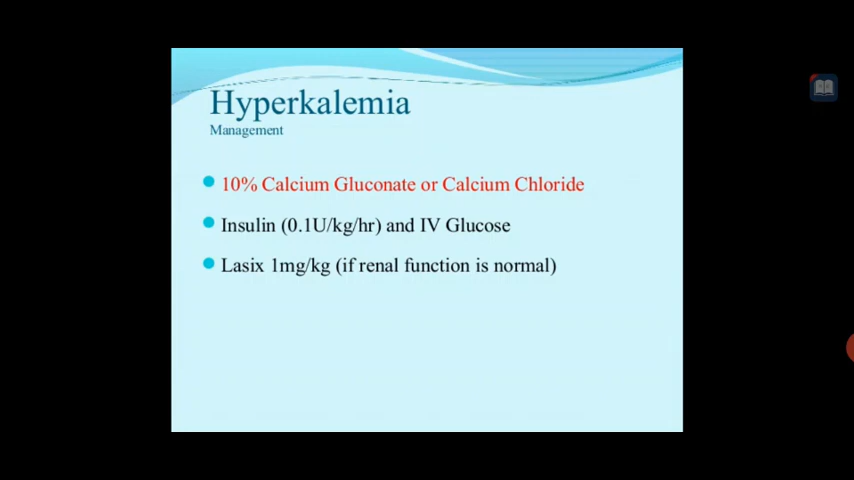 Hyperkalemia
Management
10% Calcium Gluconate or Calcium Chloride
Insulin (0.1U/kg/hr) and IV Glucose
Lasix 1mg/kg (if renal function is normal)